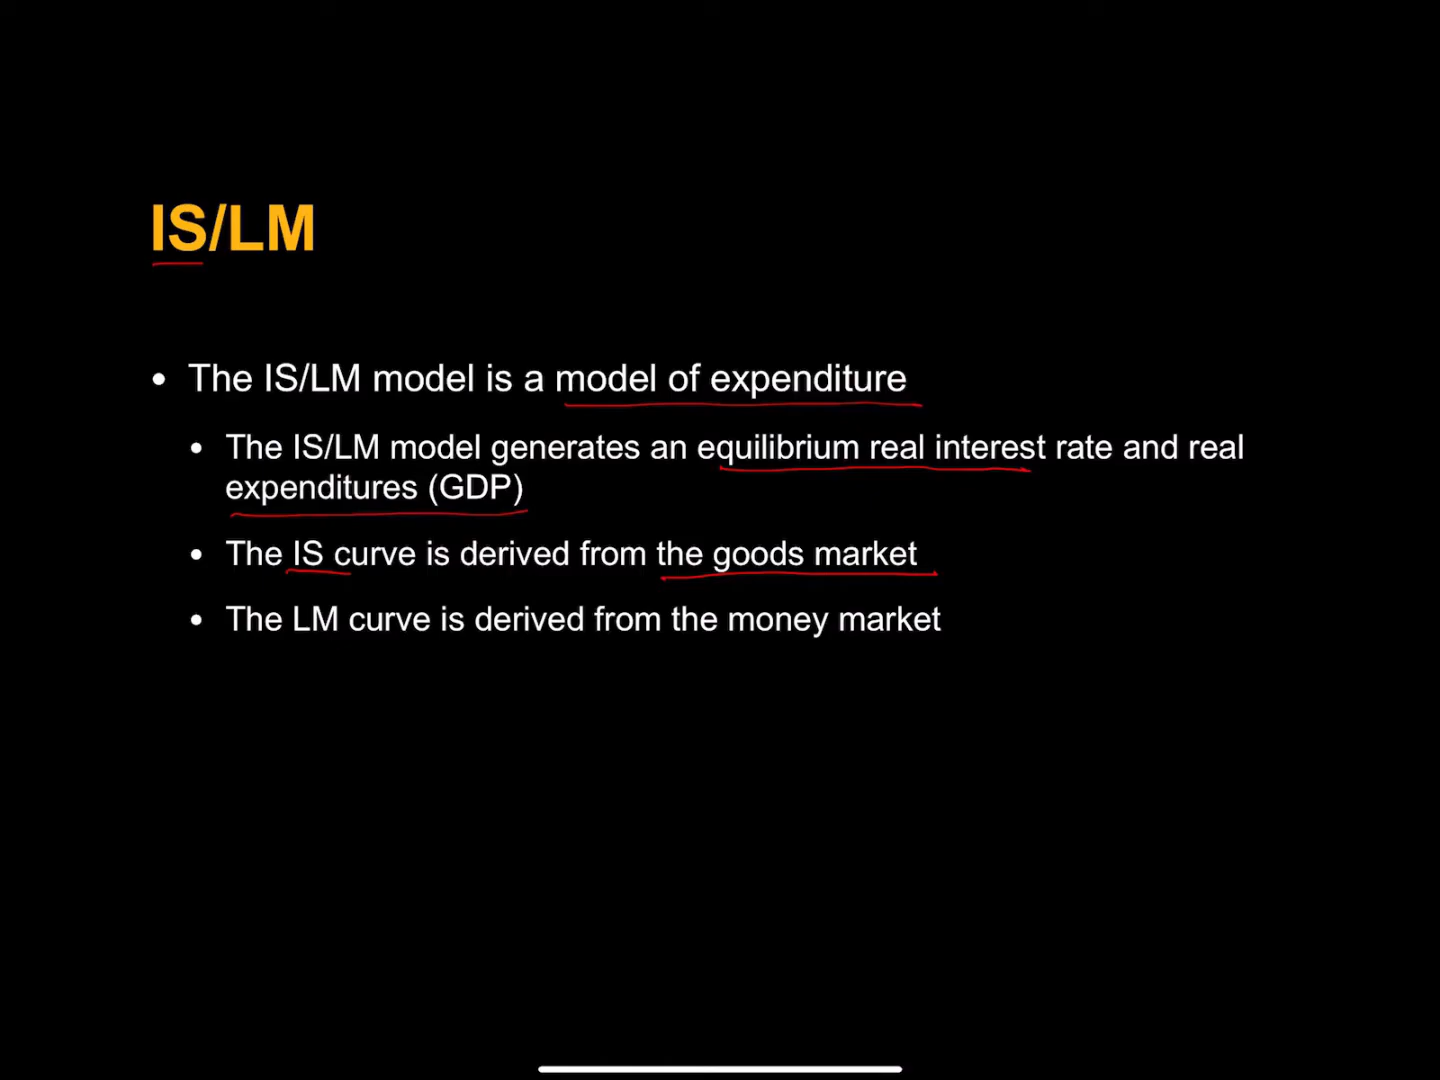 IS/LM
• The IS/LM model is a model of expenditure
• The IS/LM model generates an equilibrium real interest rate and real
expenditures (GDP)
• The IS curve is derived from the goods market
• The LM curve is derived from the money market